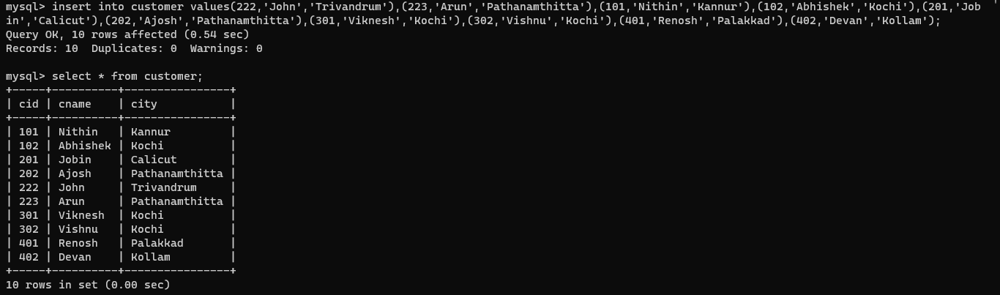 mysql> insert into customer values(222,'John','Trivandrum'),(223,'Arun','Pathanamthitta'),(101,'Nithin','Kannur'),(102,'Abhishek','Kochi'),(201,'Job
in','Calicut'),(202,'Ajosh','Pathanamthitta'),(301,'Viknesh','Kochi'),(302,'Vishnu','Kochi'),(401,'Renosh','Palakkad'),(402,'Devan','Kollam');
Query OK, 10 rows affected (0.54 sec)
Records: 10  Duplicates: 0  Warnings: 0
mysql> select * from customer;
+-----+----------+----------------+
| cid | cname    | city           |
+-----+----------+----------------+
| 101 | Nithin   | Kannur         |
| 102 | Abhishek | Kochi          |
| 201 | Jobin    | Calicut        |
| 202 | Ajosh    | Pathanamthitta |
| 222 | John     | Trivandrum     |
| 223 | Arun     | Pathanamthitta |
| 301 | Viknesh  | Kochi          |
| 302 | Vishnu   | Kochi          |
| 401 | Renosh   | Palakkad       |
| 402 | Devan    | Kollam         |
+-----+----------+----------------+
10 rows in set (0.00 sec)